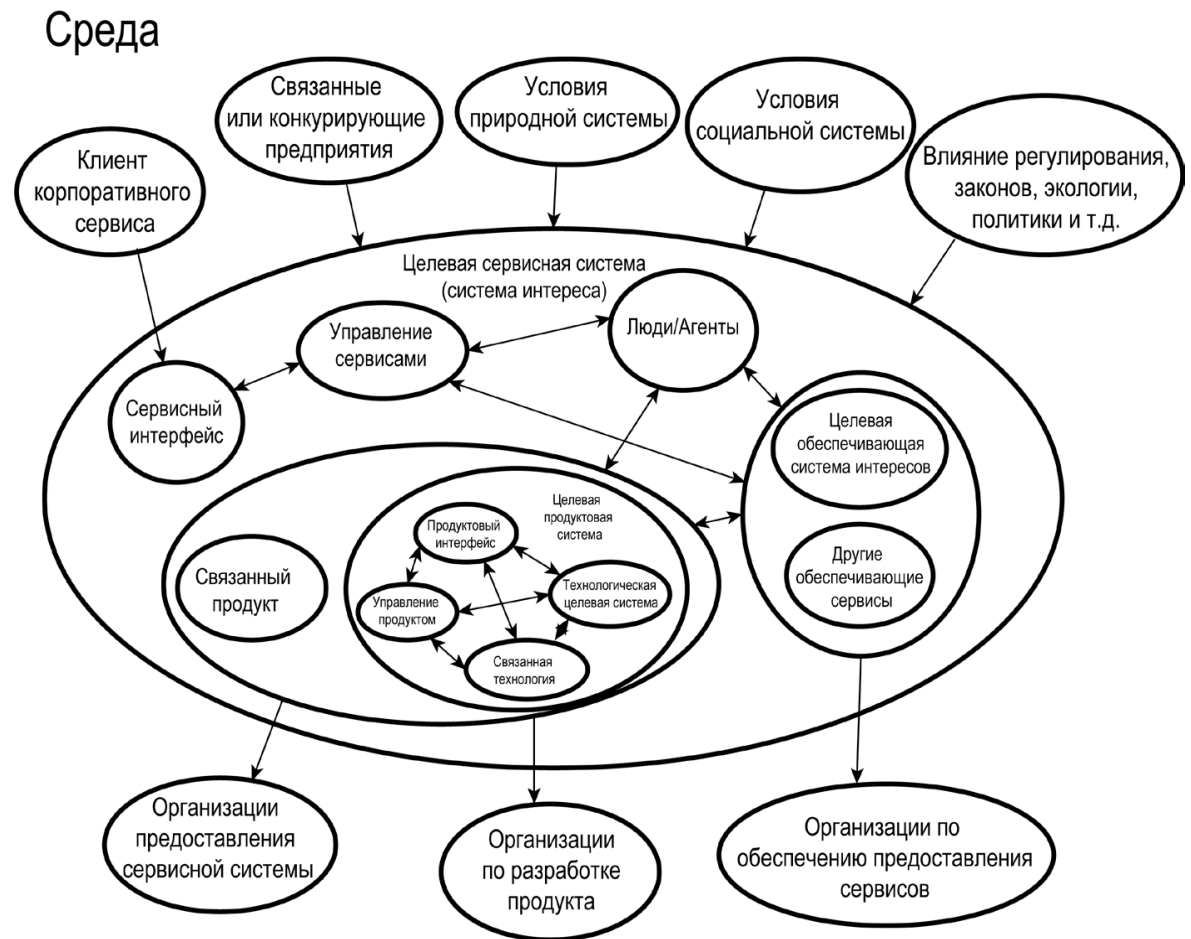 Среда
Связанные
или конкурирующие
предприятия
Условия
природной системы
Условия
социальной системы
Влияние регулирования,
законов, экологии,
политики и т.д.
Клиент
корпоративного
сервиса
Целевая сервисная система
(система интереса)
Управление
сервисами
Люди/Агенты
Сервисный
интерфейс
Целевая
обеспечивающая
система интересов
Другие
обеспечивающие
сервисы
Целевая
продуктовая
система
Продуктовый
интерфейс
Связанный
продукт
Управление
продуктом
Технологическая
целевая система
Связанная
технология
Организации
предоставления
сервисной системы
Организации
по разработке
продукта
Организации по
обеспечению предоставления
сервисов